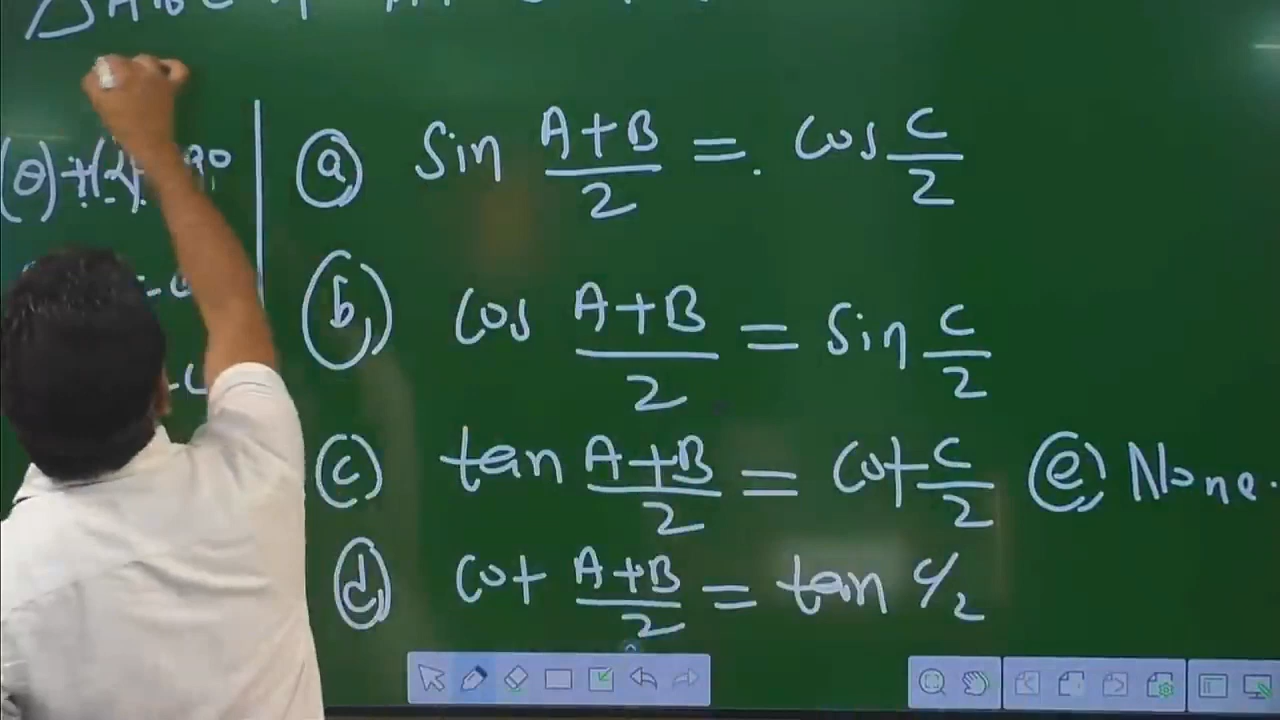 (a) Sin A+B/2 = cos C/2
(b) cos A+B/2 = sin C/2
(c) tan A+B/2 = cot C/2 (e) None.
(d) cot A+B/2 = tan C/2